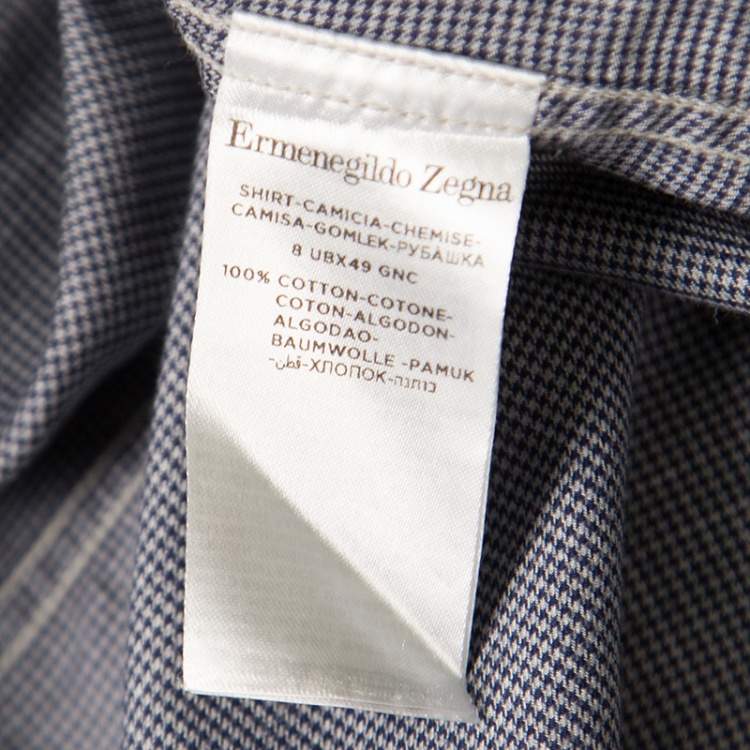 Ermenegildo Zegna
SHIRT-CAMICIA-CHEMISE-
CAMISA-GOMLEK-РУБАШКА
8 UBX49 GNC
100% COTTON-COTONE-
COTON-ALGODON-
ALGODAO-
BAUMWOLLE -PAMUK
-قطن-ХЛОПОК-כותנה